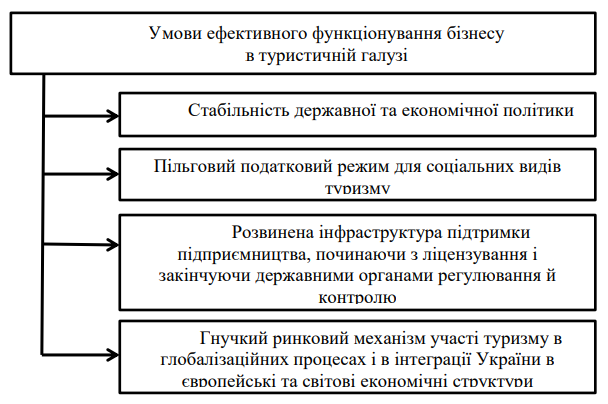 Умови ефективного функціонування бізнесу
в туристичній галузі
Стабільність державної та економічної політики
Пільговий податковий режим для соціальних видів
туризму
Розвинена інфраструктура підтримки
підприємництва, починаючи з ліцензування і
закінчуючи державними органами регулювання й
контролю
Гнучкий ринковий механізм участі туризму в
глобалізаційних процесах і в інтеграції України в
європейські та світові економічні структури